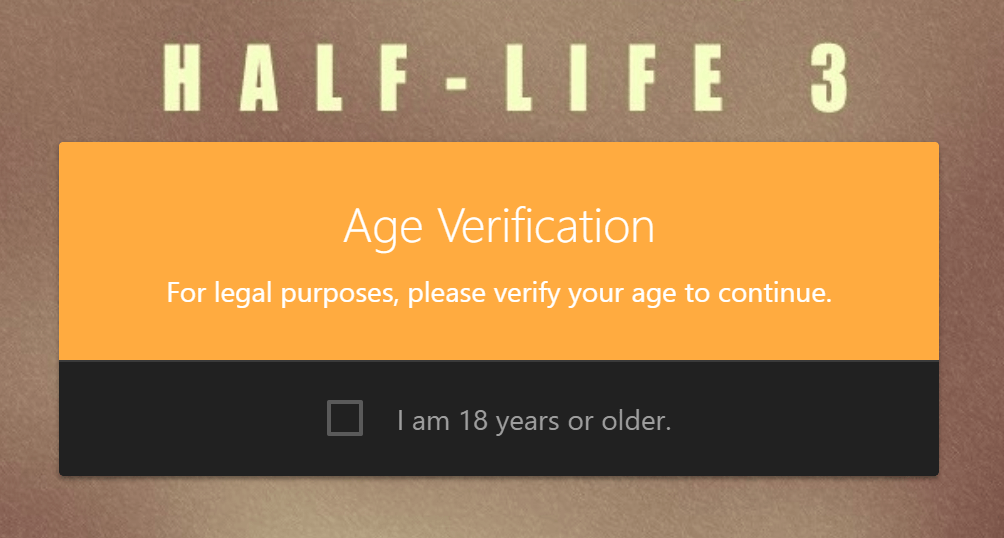 HALF-LIFE 3
Age Verification
For legal purposes, please verify your age to continue.
I am 18 years or older.